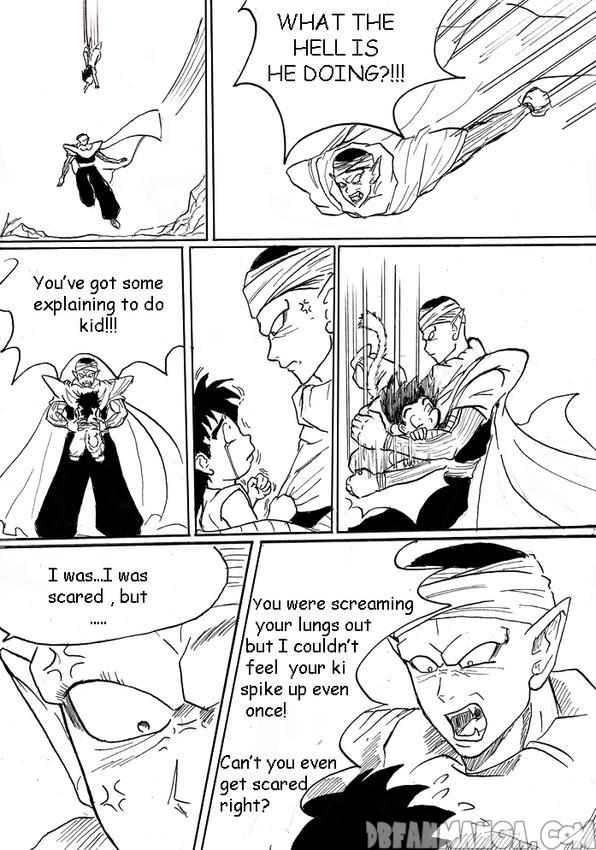 WHAT THE
HELL IS
HE DOING?!!!
You've got some
explaining to do
kid!!!
I was...I was
scared , but
.....
You were screaming
your lungs out
but I couldn't
feel your ki
spike up even
once!
Can't you even
get scared
right?
DBFANMANGA.COM